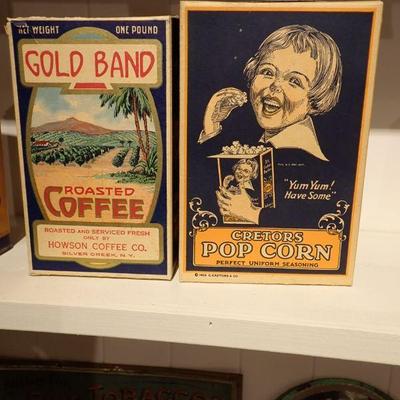 NET WEIGHT ONE POUND
GOLD BAND
ROASTED
COFFEE
ROASTED AND SERVICED FRESH
ONLY BY
HOWSON COFFEE CO.
SILVER CREEK, N.Y.
"Yum Yum!
Have Some"
CRETORS
POP CORN
PERFECT UNIFORM SEASONING
TOBACCO